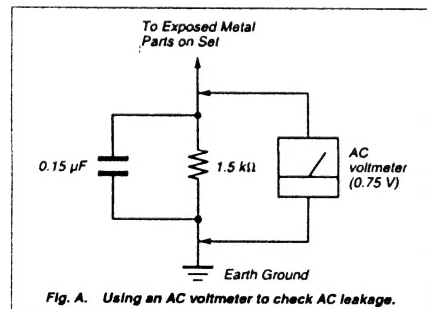 To Exposed Metal
Parts on Set
0.15 µF
1.5 kΩ
AC
voltmeter
(0.75 V)
Earth Ground
Fig. A. Using an AC voltmeter to check AC leakage.